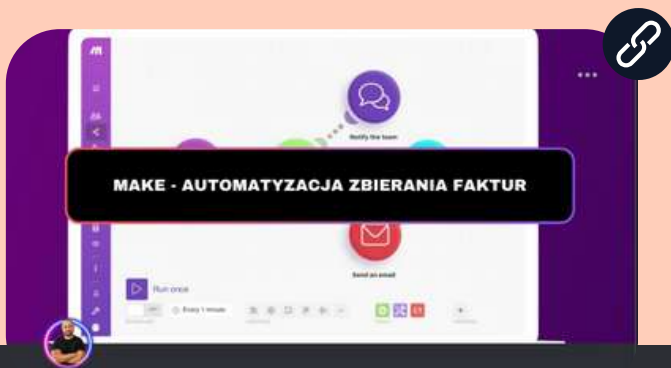 Notify the team
MAKE - AUTOMATYZACJA ZBIERANIA FAKTUR
Send an email
Run once
Every 1 minute